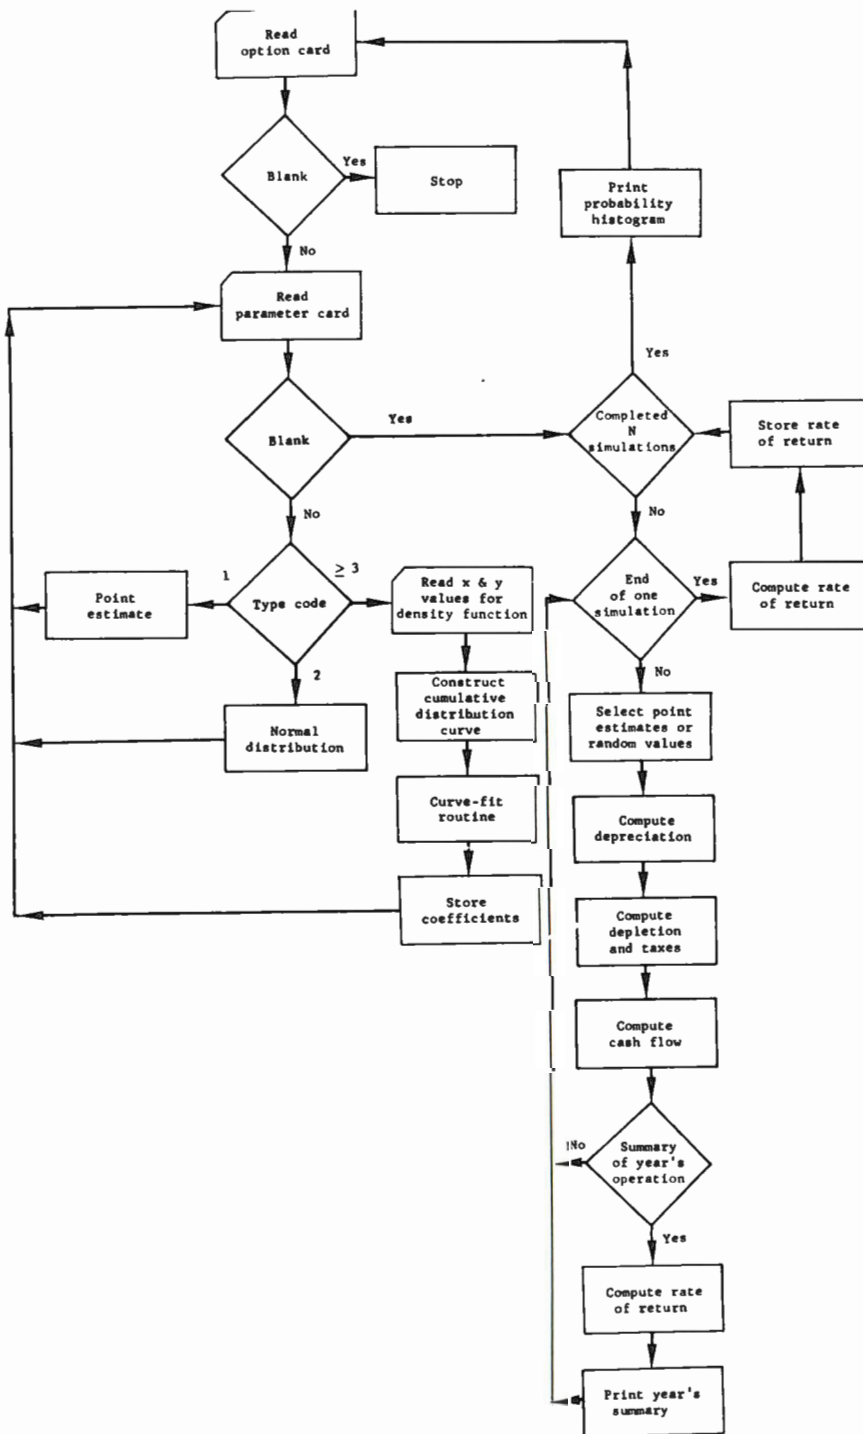 Read
option card
Blank
Yes
Stop
No
Print
probability
histogram
Read
parameter card
Yes
Blank
Yes
Completed
N
simulations
Store rate
of return
No
No
Point
estimate
1
Type code
≥ 3
Read x & y
values for
density function
End
of one
simulation
Yes
Compute rate
of return
2
No
Normal
distribution
Construct
cumulative
distribution
curve
Select point
estimates or
random values
Curve-fit
routine
Compute
depreciation
Store
coefficients
Compute
depletion
and taxes
Compute
cash flow
No
Summary
of year's
operation
Yes
Compute rate
of return
Print year's
summary